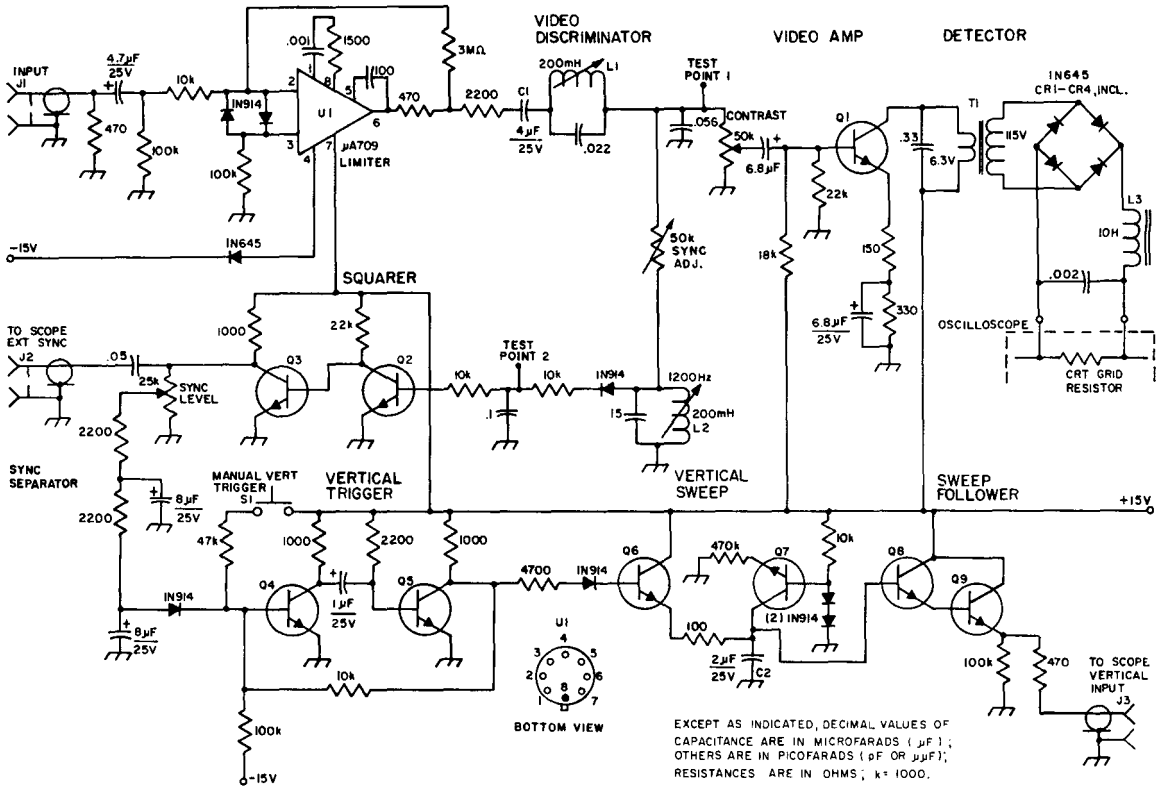 VIDEO
DISCRIMINATOR
VIDEO AMP
DETECTOR
INPUT
J1
4.7µF
25V
+
470
100k
10k
.001
1500
1
8
2
3
4
5
6
7
100
1N914
100k
U1
µA709
LIMITER
3MΩ
470
2200
C1
4µF
25V
200mH
L1
.022
TEST
POINT 1
.056
CONTRAST
50k
+
6.8µF
22k
18k
Q1
150
330
+
6.8µF
25V
.33
6.3V
T1
115V
1N645
CR1-CR4, INCL.
L3
10H
.002
OSCILLOSCOPE
CRT GRID
RESISTOR
-15V
1N645
50k
SYNC
ADJ.
SQUARER
1000
22k
Q3
Q2
TO SCOPE
EXT SYNC
J2
.05
25k
SYNC
LEVEL
2200
TEST
POINT 2
10k
10k
.1
1N914
1200Hz
15
200mH
L2
SYNC
SEPARATOR
2200
+
8µF
25V
MANUAL VERT
TRIGGER
S1
VERTICAL
TRIGGER
VERTICAL
SWEEP
SWEEP
FOLLOWER
+15V
47k
1000
2200
1000
1N914
Q4
+
1µF
25V
Q5
+
8µF
25V
10k
100k
-15V
4700
1N914
Q6
470k
Q7
10k
(2) 1N914
100
2µF
25V
C2
Q8
Q9
100k
470
TO SCOPE
VERTICAL
INPUT
J3
U1
4
3
5
2
6
8
1
7
BOTTOM VIEW
EXCEPT AS INDICATED, DECIMAL VALUES OF
CAPACITANCE ARE IN MICROFARADS ( µF ) ;
OTHERS ARE IN PICOFARADS ( pF OR µµF) ;
RESISTANCES ARE IN OHMS ; k = 1000.